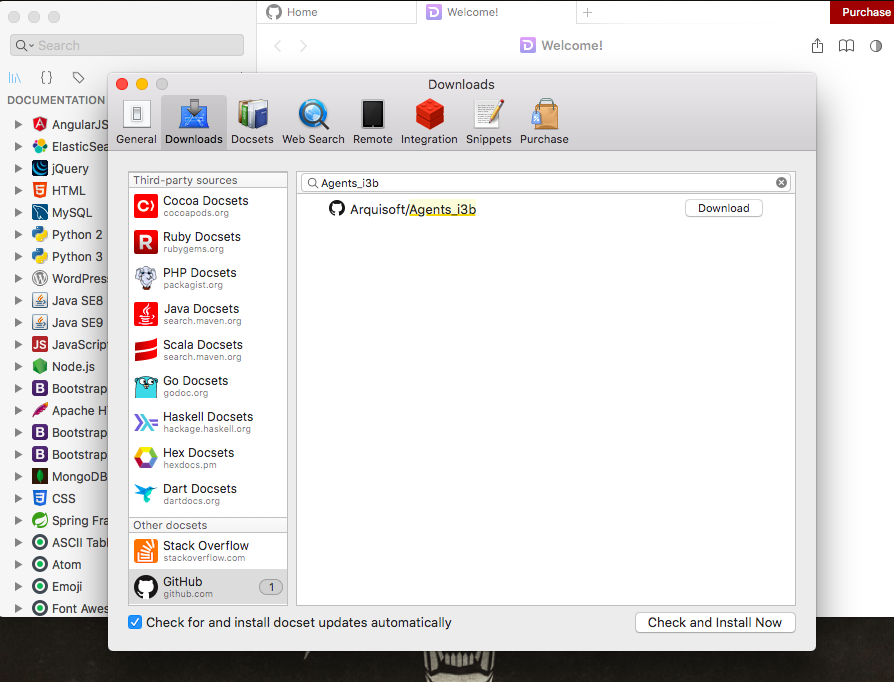 Home
Welcome!
Purchase
Search
Welcome!
DOCUMENTATION
AngularJS
ElasticSea
jQuery
HTML
MySQL
Python 2
Python 3
WordPres
Java SE8
Java SE9
JavaScript
Node.js
Bootstrap
Apache H
Bootstrap
Bootstrap
MongoDB
CSS
Spring Fra
ASCII Tabl
Atom
Emoji
Font Awes
Downloads
General
Downloads
Docsets
Web Search
Remote
Integration
Snippets
Purchase
Third-party sources
Cocoa Docsets
cocoapods.org
Ruby Docsets
rubygems.org
PHP Docsets
packagist.org
Java Docsets
search.maven.org
Scala Docsets
search.maven.org
Go Docsets
godoc.org
Haskell Docsets
hackage.haskell.org
Hex Docsets
hexdocs.pm
Dart Docsets
dartdocs.org
Other docsets
Stack Overflow
stackoverflow.com
GitHub
github.com
1
Agents_i3b
Arquisoft/Agents_i3b
Download
Check for and install docset updates automatically
Check and Install Now